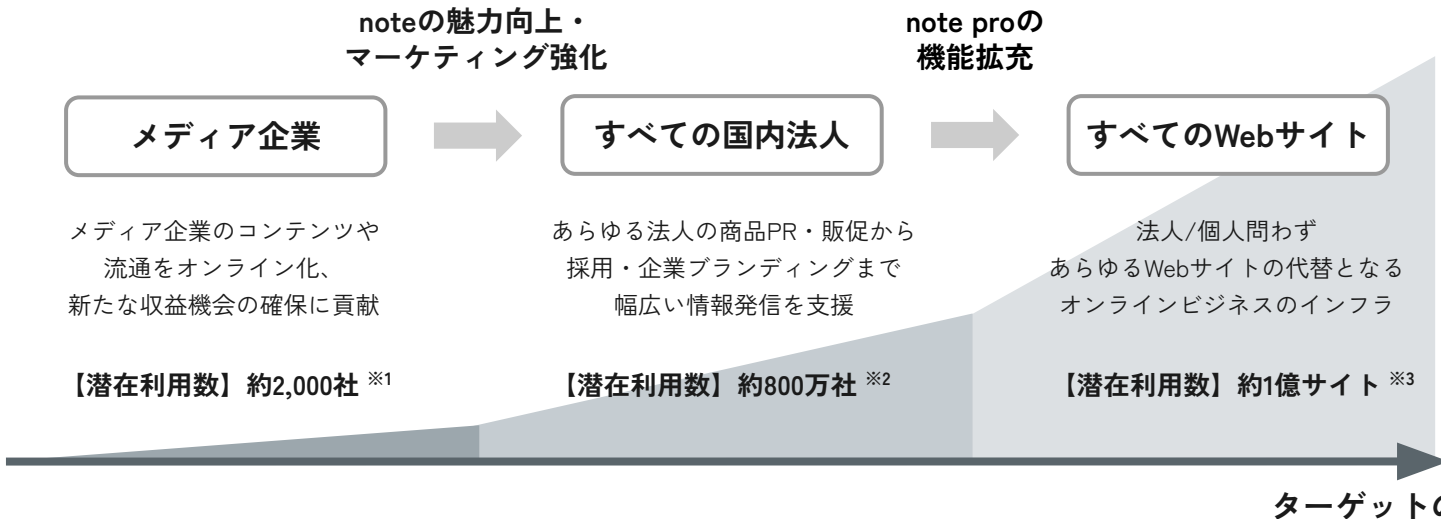 noteの魅力向上・
マーケティング強化
note proの
機能拡充
メディア企業
すべての国内法人
すべてのWebサイト
メディア企業のコンテンツや
流通をオンライン化、
新たな収益機会の確保に貢献
あらゆる法人の商品PR・販促から
採用・企業ブランディングまで
幅広い情報発信を支援
法人/個人問わず
あらゆるWebサイトの代替となる
オンラインビジネスのインフラ
【潜在利用数】約2,000社 ※1
【潜在利用数】約800万社 ※2
【潜在利用数】約1億サイト ※3
ターゲットの